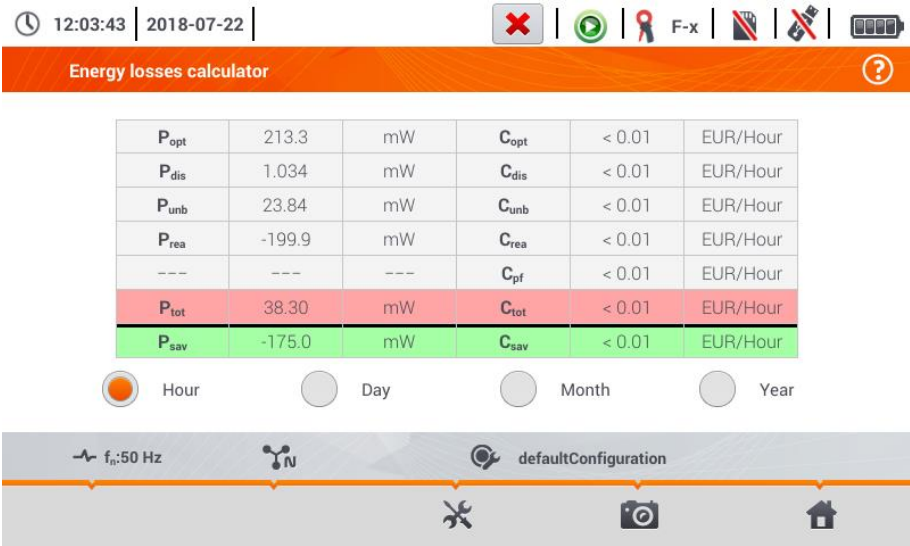 12:03:43 2018-07-22 F-x
Energy losses calculator ?
Popt 213.3 mW Copt < 0.01 EUR/Hour
Pdis 1.034 mW Cdis < 0.01 EUR/Hour
Punb 23.84 mW Cunb < 0.01 EUR/Hour
Prea -199.9 mW Crea < 0.01 EUR/Hour
--- --- --- Cpf < 0.01 EUR/Hour
Ptot 38.30 mW Ctot < 0.01 EUR/Hour
Psav -175.0 mW Csav < 0.01 EUR/Hour
Hour Day Month Year
fn:50 Hz N defaultConfiguration